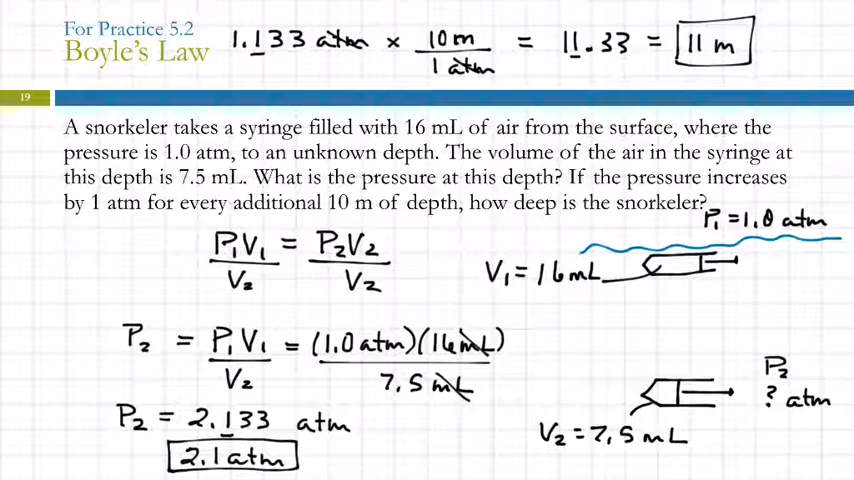 For Practice 5.2
Boyle's Law
1.133 atm × 10 m / 1 atm = 11.33 = 11 m
19
A snorkeler takes a syringe filled with 16 mL of air from the surface, where the
pressure is 1.0 atm, to an unknown depth. The volume of the air in the syringe at
this depth is 7.5 mL. What is the pressure at this depth? If the pressure increases
by 1 atm for every additional 10 m of depth, how deep is the snorkeler?
P₁ = 1.0 atm
P₁V₁ / V₂ = P₂V₂ / V₂
V₁ = 16 mL
P₂ = P₁V₁ / V₂ = (1.0 atm)(16 mL) / 7.5 mL
P₂
? atm
P₂ = 2.133 atm
V₂ = 7.5 mL
2.1 atm